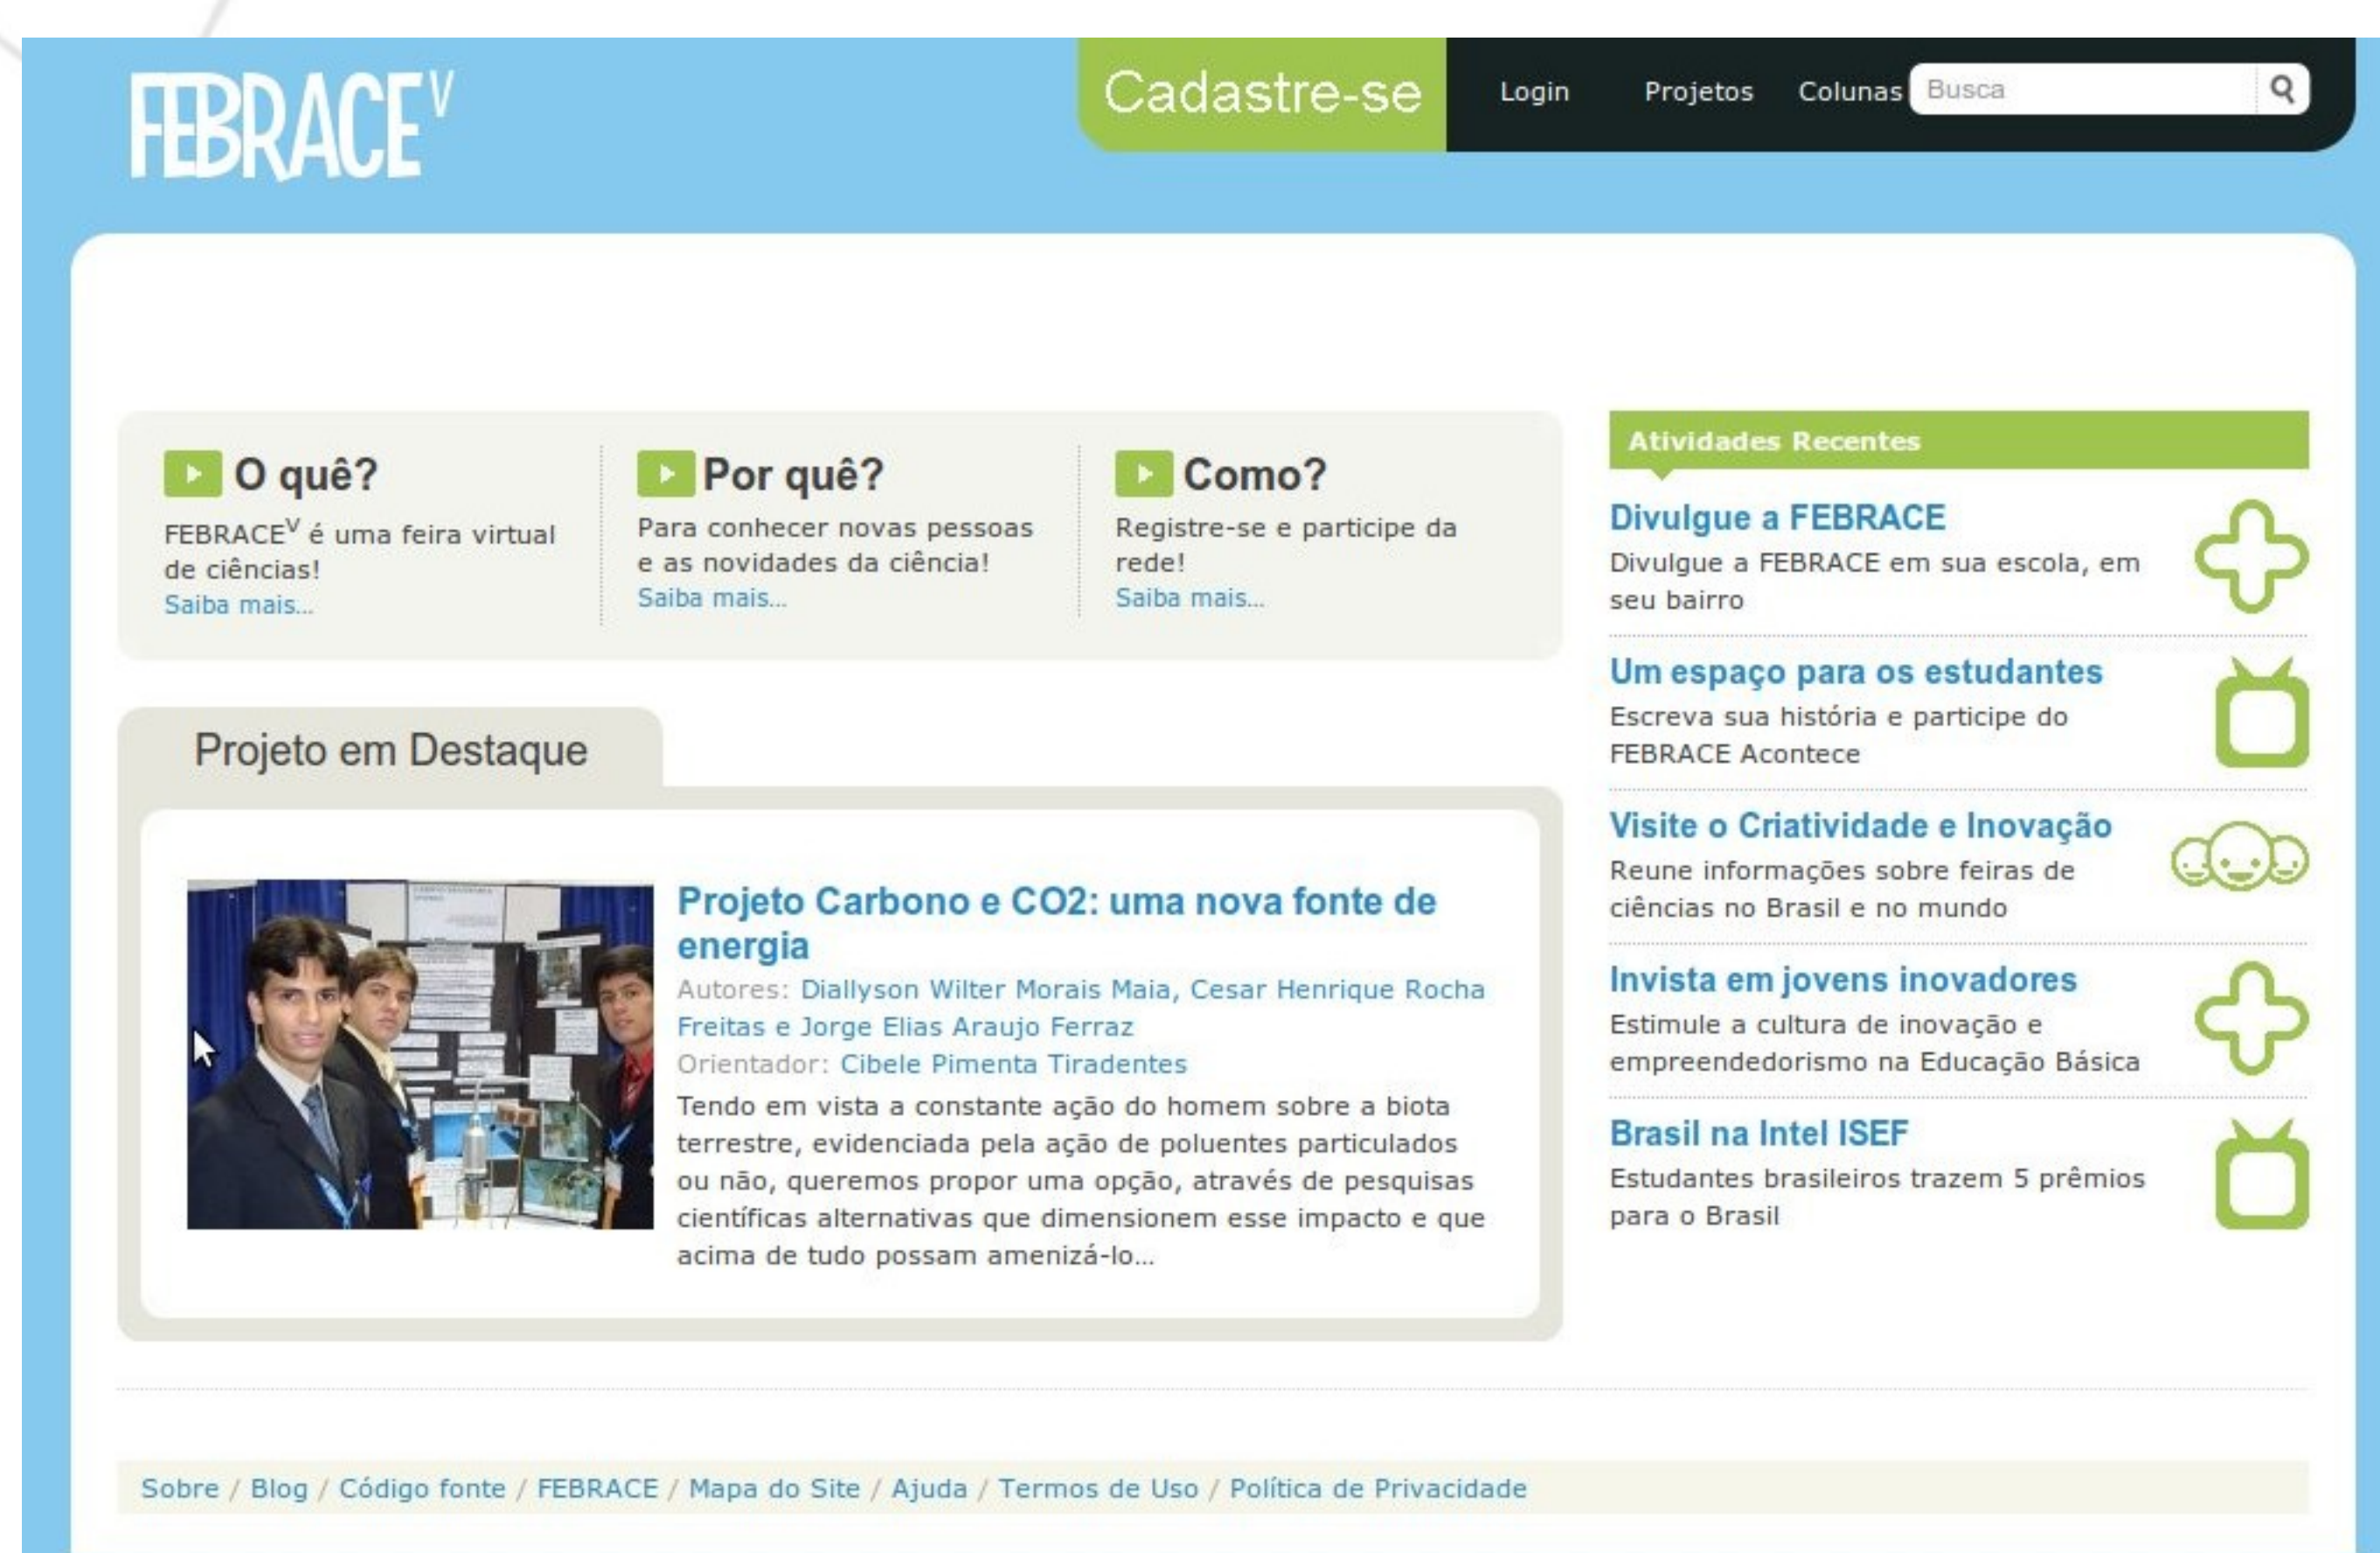 FEBRACEV
Cadastre-se
Login Projetos Colunas Busca
O quê?
FEBRACEV é uma feira virtual
de ciências!
Saiba mais...
Por quê?
Para conhecer novas pessoas
e as novidades da ciência!
Saiba mais...
Como?
Registre-se e participe da
rede!
Saiba mais...
Projeto em Destaque
Projeto Carbono e CO2: uma nova fonte de
energia
Autores: Diallyson Wilter Morais Maia, Cesar Henrique Rocha
Freitas e Jorge Elias Araujo Ferraz
Orientador: Cibele Pimenta Tiradentes
Tendo em vista a constante ação do homem sobre a biota
terrestre, evidenciada pela ação de poluentes particulados
ou não, queremos propor uma opção, através de pesquisas
científicas alternativas que dimensionem esse impacto e que
acima de tudo possam amenizá-lo...
Atividades Recentes
Divulgue a FEBRACE
Divulgue a FEBRACE em sua escola, em
seu bairro
Um espaço para os estudantes
Escreva sua história e participe do
FEBRACE Acontece
Visite o Criatividade e Inovação
Reune informações sobre feiras de
ciências no Brasil e no mundo
Invista em jovens inovadores
Estimule a cultura de inovação e
empreendedorismo na Educação Básica
Brasil na Intel ISEF
Estudantes brasileiros trazem 5 prêmios
para o Brasil
Sobre / Blog / Código fonte / FEBRACE / Mapa do Site / Ajuda / Termos de Uso / Política de Privacidade